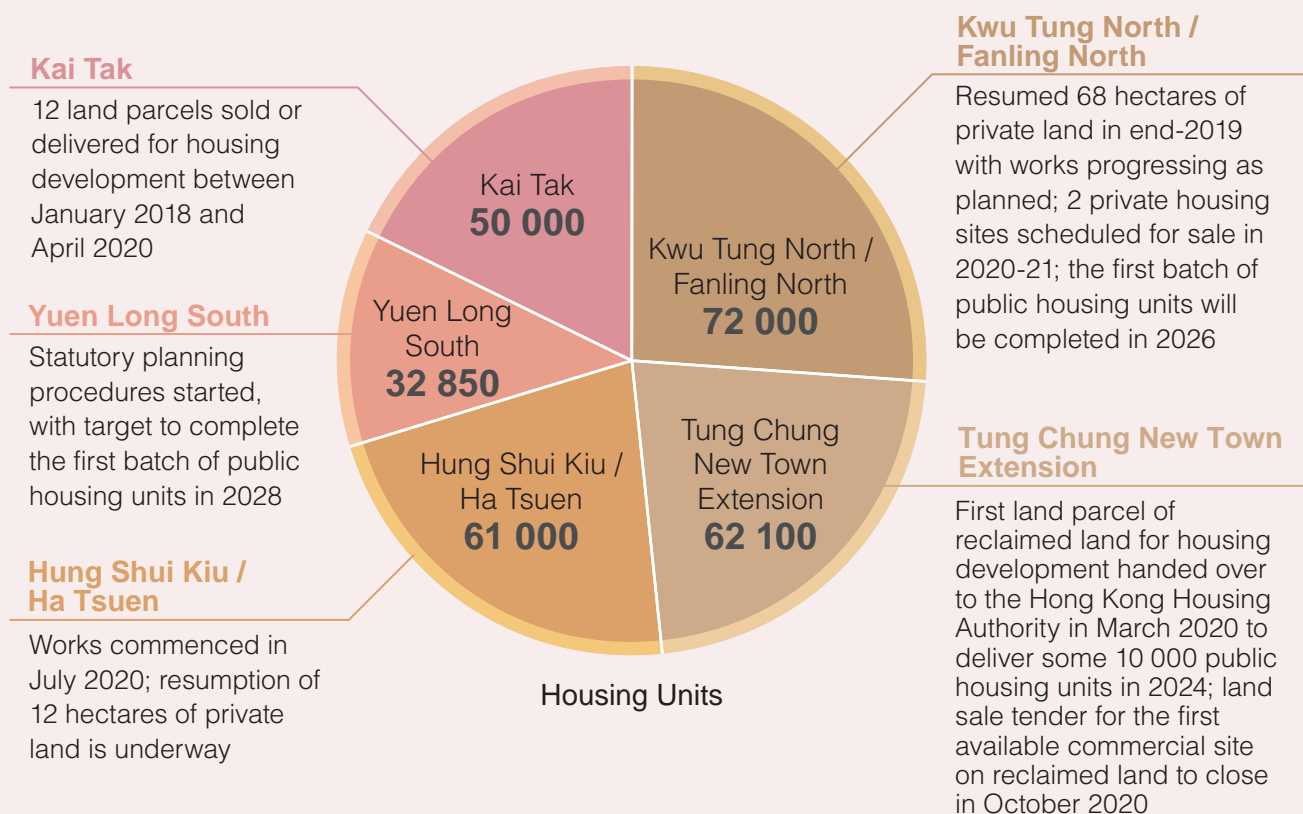 Kai Tak
12 land parcels sold or
delivered for housing
development between
January 2018 and
April 2020
Yuen Long South
Statutory planning
procedures started,
with target to complete
the first batch of public
housing units in 2028
Hung Shui Kiu /
Ha Tsuen
Works commenced in
July 2020; resumption of
12 hectares of private
land is underway
Kai Tak
50 000
Yuen Long
South
32 850
Hung Shui Kiu /
Ha Tsuen
61 000
Kwu Tung North /
Fanling North
72 000
Tung Chung
New Town
Extension
62 100
Housing Units
Kwu Tung North /
Fanling North
Resumed 68 hectares of
private land in end-2019
with works progressing as
planned; 2 private housing
sites scheduled for sale in
2020-21; the first batch of
public housing units will
be completed in 2026
Tung Chung New Town
Extension
First land parcel of
reclaimed land for housing
development handed over
to the Hong Kong Housing
Authority in March 2020 to
deliver some 10 000 public
housing units in 2024; land
sale tender for the first
available commercial site
on reclaimed land to close
in October 2020